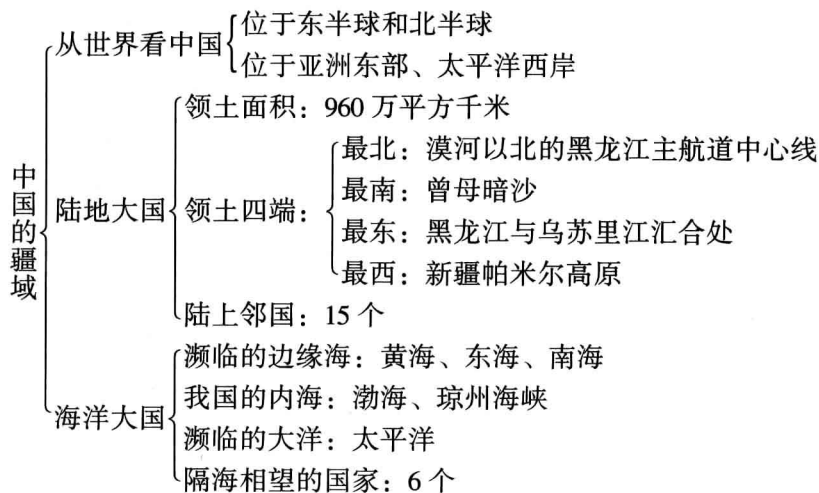 中国的疆域
从世界看中国
位于东半球和北半球
位于亚洲东部、太平洋西岸
陆地大国
领土面积：960 万平方千米
领土四端：
最北：漠河以北的黑龙江主航道中心线
最南：曾母暗沙
最东：黑龙江与乌苏里江汇合处
最西：新疆帕米尔高原
陆上邻国：15 个
海洋大国
濒临的边缘海：黄海、东海、南海
我国的内海：渤海、琼州海峡
濒临的大洋：太平洋
隔海相望的国家：6 个